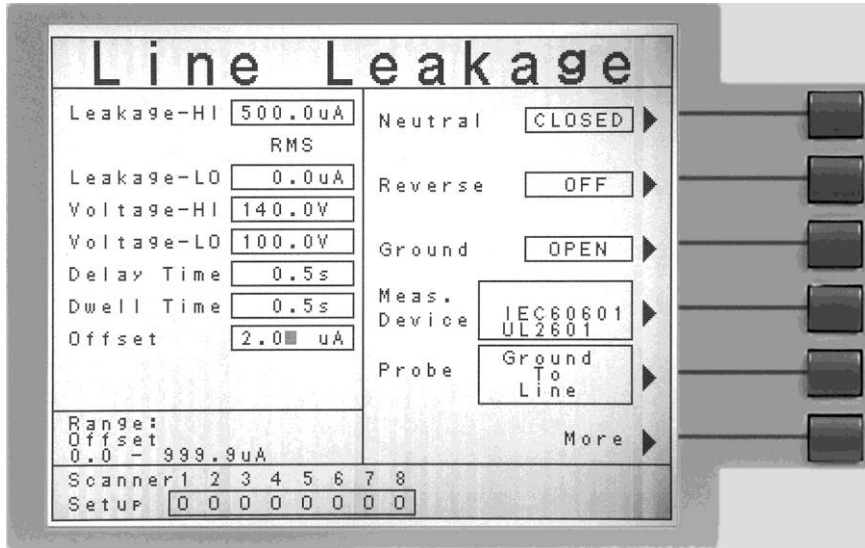 Line Leakage
Leakage-HI 500.0uA
RMS
Leakage-LO 0.0uA
Voltage-HI 140.0V
Voltage-LO 100.0V
Delay Time 0.5s
Dwell Time 0.5s
Offset 2.0 uA
Range:
Offset
0.0 - 999.9uA
Neutral CLOSED
Reverse OFF
Ground OPEN
Meas.
Device
IEC60601
UL2601
Probe
Ground
To
Line
More
Scanner 1 2 3 4 5 6 7 8
Setup 0 0 0 0 0 0 0 0